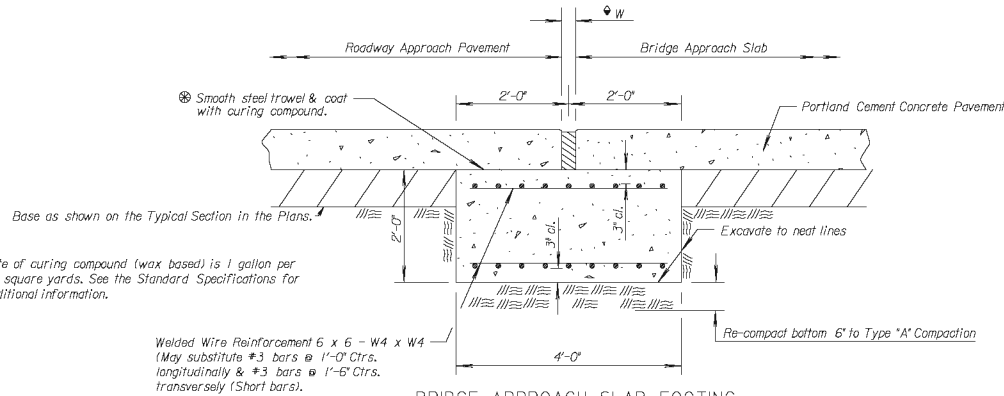 W
Roadway Approach Pavement
Bridge Approach Slab
⊛ Smooth steel trowel & coat
with curing compound.
2'-0"
2'-0"
Portland Cement Concrete Pavement
Base as shown on the Typical Section in the Plans.
2'-0"
3" cl.
3" cl.
Excavate to neat lines
of curing compound (wax based) is 1 gallon per
square yards. See the Standard Specifications for
information.
Re-compact bottom 6" to Type "A" Compaction
Welded Wire Reinforcement 6 x 6 - W4 x W4
(May substitute #3 bars @ 1'-0" Ctrs.
longitudinally & #3 bars @ 1'-6" Ctrs.
transversely (Short bars).
4'-0"
BRIDGE APPROACH SLAB FOOTING